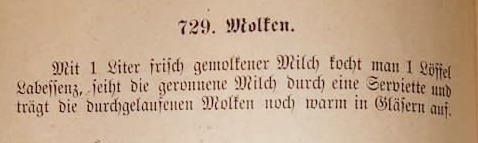 729. Molken.
Mit 1 Liter frisch gemolkener Milch kocht man 1 Löffel
Labessenz, seiht die geronnene Milch durch eine Serviette und
trägt die durchgelaufenen Molken noch warm in Gläsern auf.